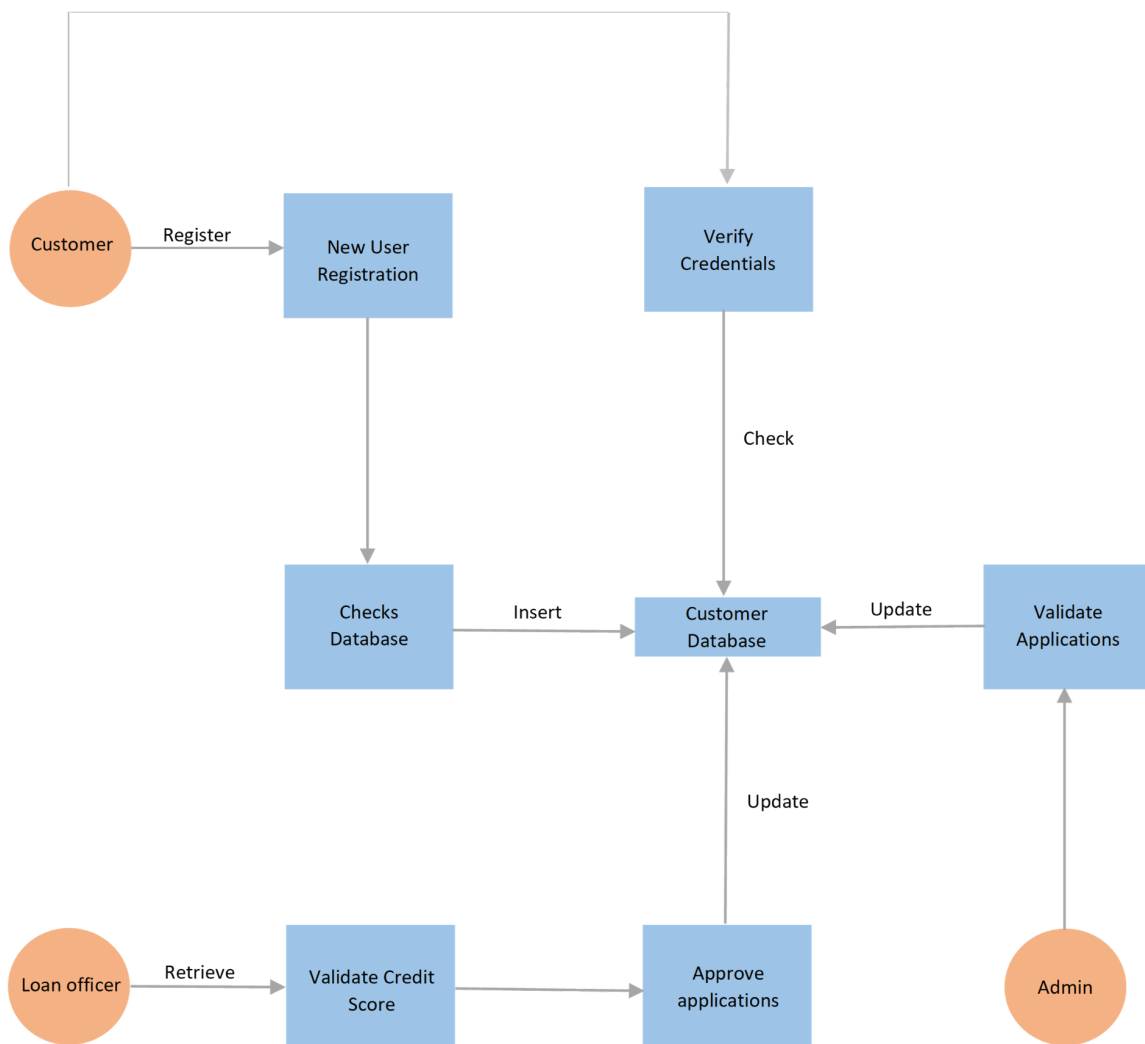 Customer
Register
New User
Registration
Verify
Credentials
Check
Checks
Database
Insert
Customer
Database
Update
Validate
Applications
Update
Loan officer
Retrieve
Validate Credit
Score
Approve
applications
Admin